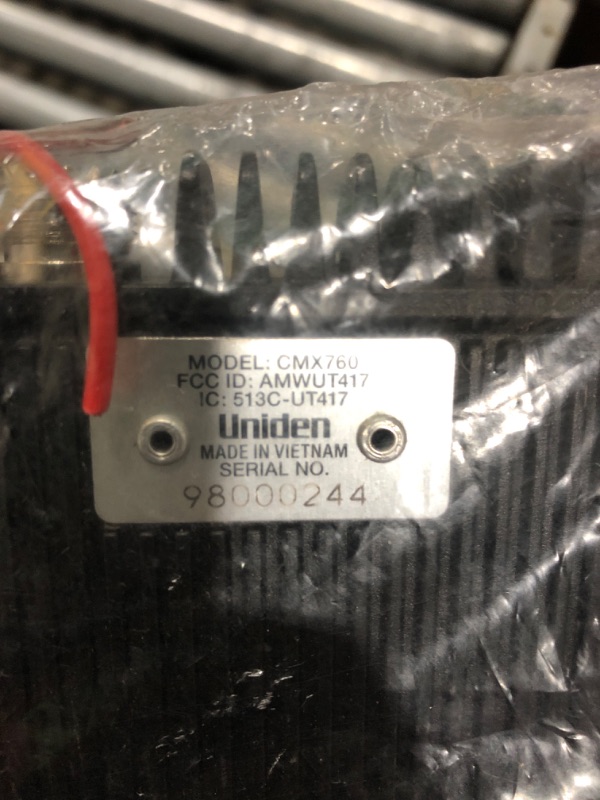 MODEL: CMX760
FCC ID: AMWUT417
IC: 513C-UT417
Uniden
MADE IN VIETNAM
SERIAL NO.
98000244